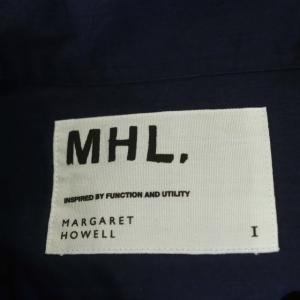 MHL.
INSPIRED BY FUNCTION AND UTILITY
MARGARET
HOWELL
I